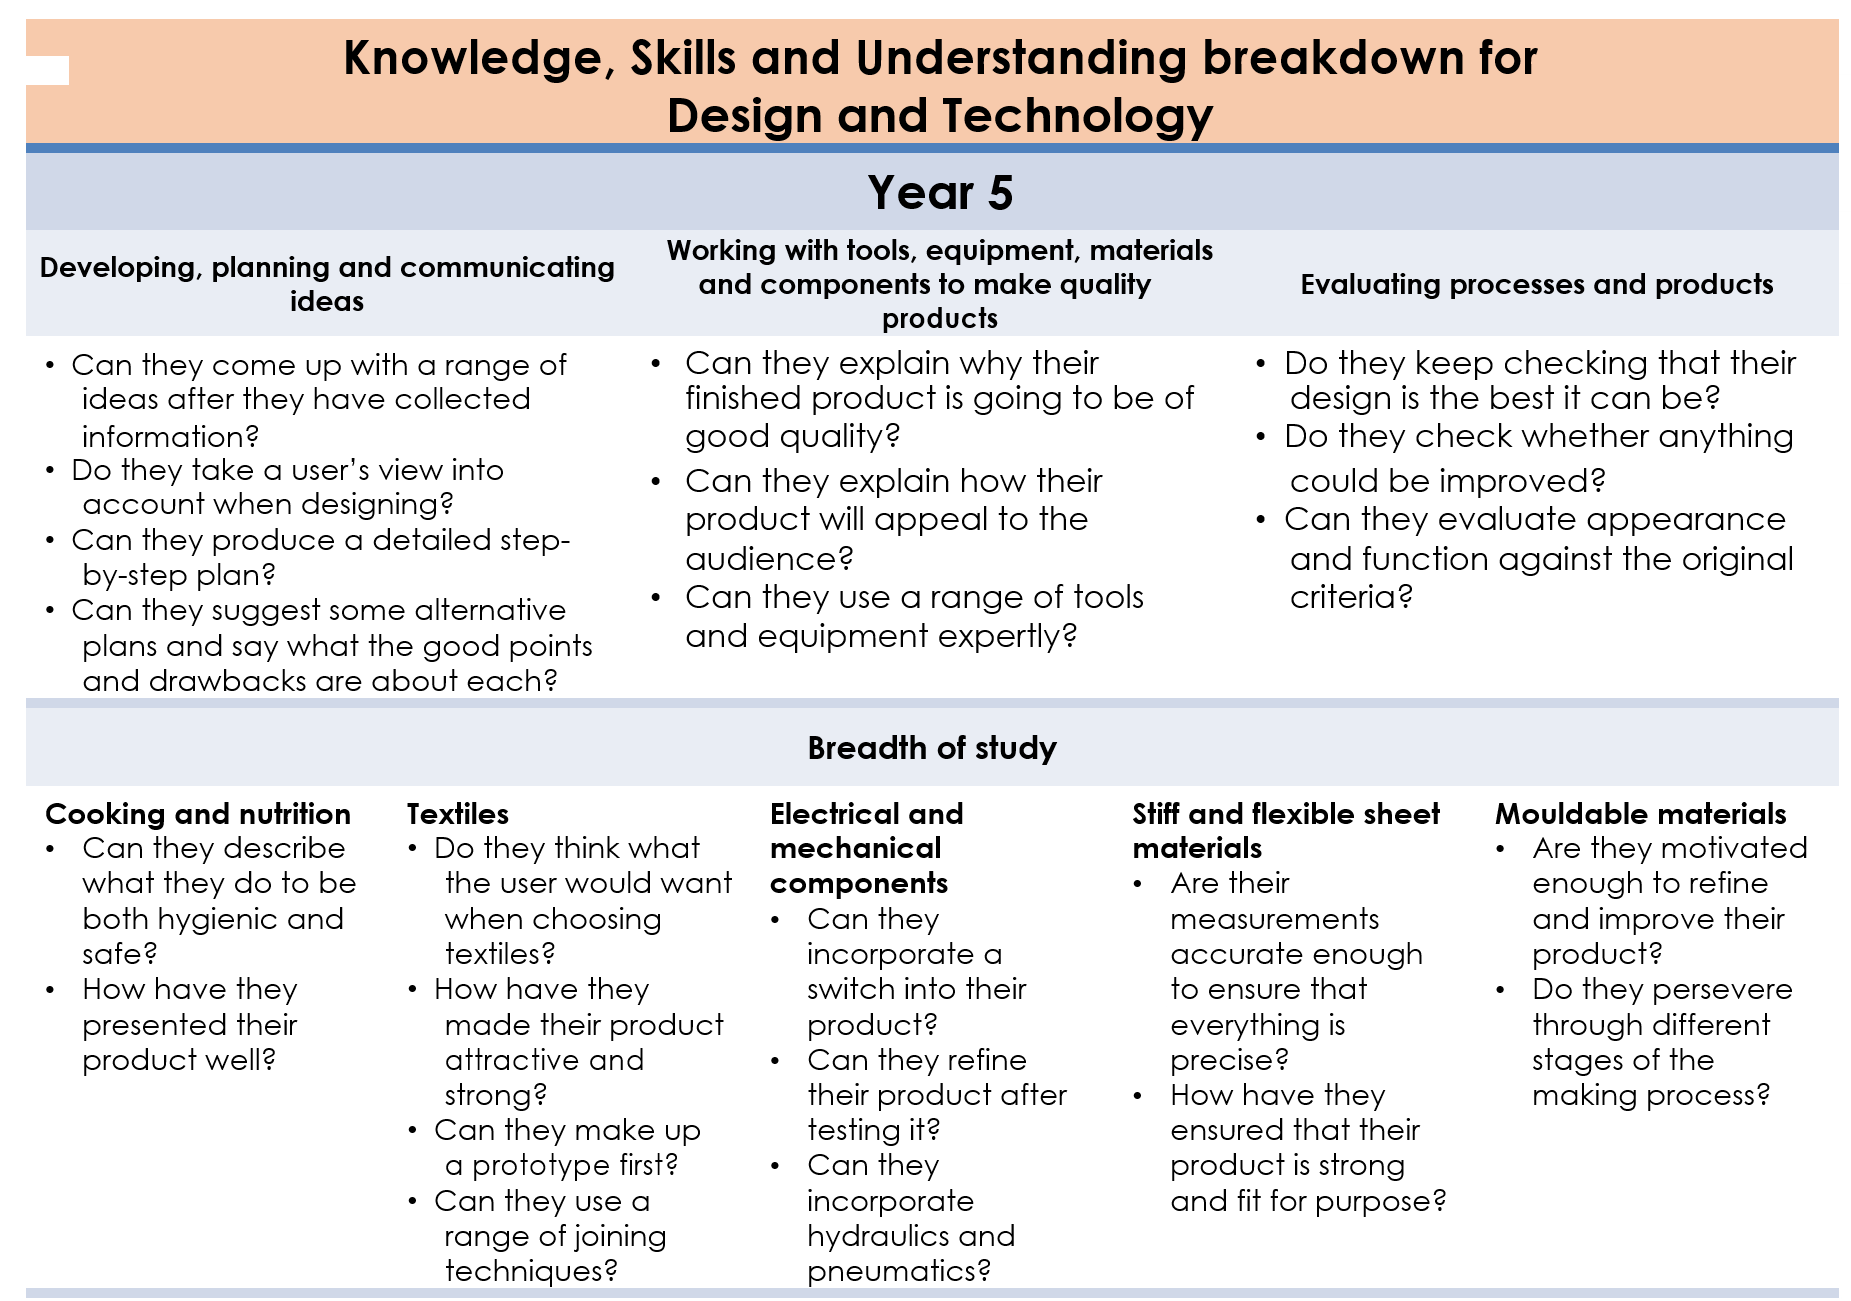 Knowledge, Skills and Understanding breakdown for
Design and Technology
Year 5
Developing, planning and communicating
ideas
Working with tools, equipment, materials
and components to make quality
products
Evaluating processes and products
• Can they come up with a range of
ideas after they have collected
information?
• Do they take a user’s view into
account when designing?
• Can they produce a detailed step-
by-step plan?
• Can they suggest some alternative
plans and say what the good points
and drawbacks are about each?
• Can they explain why their
finished product is going to be of
good quality?
• Can they explain how their
product will appeal to the
audience?
• Can they use a range of tools
and equipment expertly?
• Do they keep checking that their
design is the best it can be?
• Do they check whether anything
could be improved?
• Can they evaluate appearance
and function against the original
criteria?
Breadth of study
Cooking and nutrition
• Can they describe
what they do to be
both hygienic and
safe?
• How have they
presented their
product well?
Textiles
• Do they think what
the user would want
when choosing
textiles?
• How have they
made their product
attractive and
strong?
• Can they make up
a prototype first?
• Can they use a
range of joining
techniques?
Electrical and
mechanical
components
• Can they
incorporate a
switch into their
product?
• Can they refine
their product after
testing it?
• Can they
incorporate
hydraulics and
pneumatics?
Stiff and flexible sheet
materials
• Are their
measurements
accurate enough
to ensure that
everything is
precise?
• How have they
ensured that their
product is strong
and fit for purpose?
Mouldable materials
• Are they motivated
enough to refine
and improve their
product?
• Do they persevere
through different
stages of the
making process?